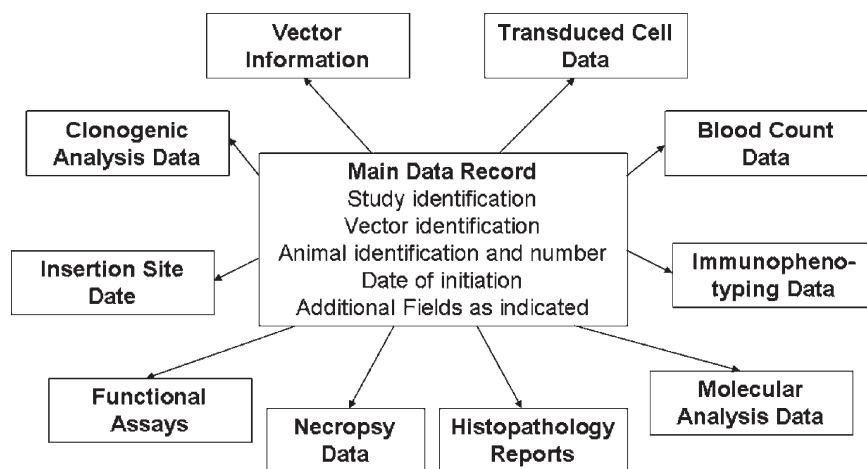 Vector
Information
Transduced Cell
Data
Clonogenic
Analysis Data
Blood Count
Data
Main Data Record
Study identification
Vector identification
Animal identification and number
Date of initiation
Additional Fields as indicated
Insertion Site
Date
Immunopheno-
typing Data
Functional
Assays
Necropsy
Data
Histopathology
Reports
Molecular
Analysis Data